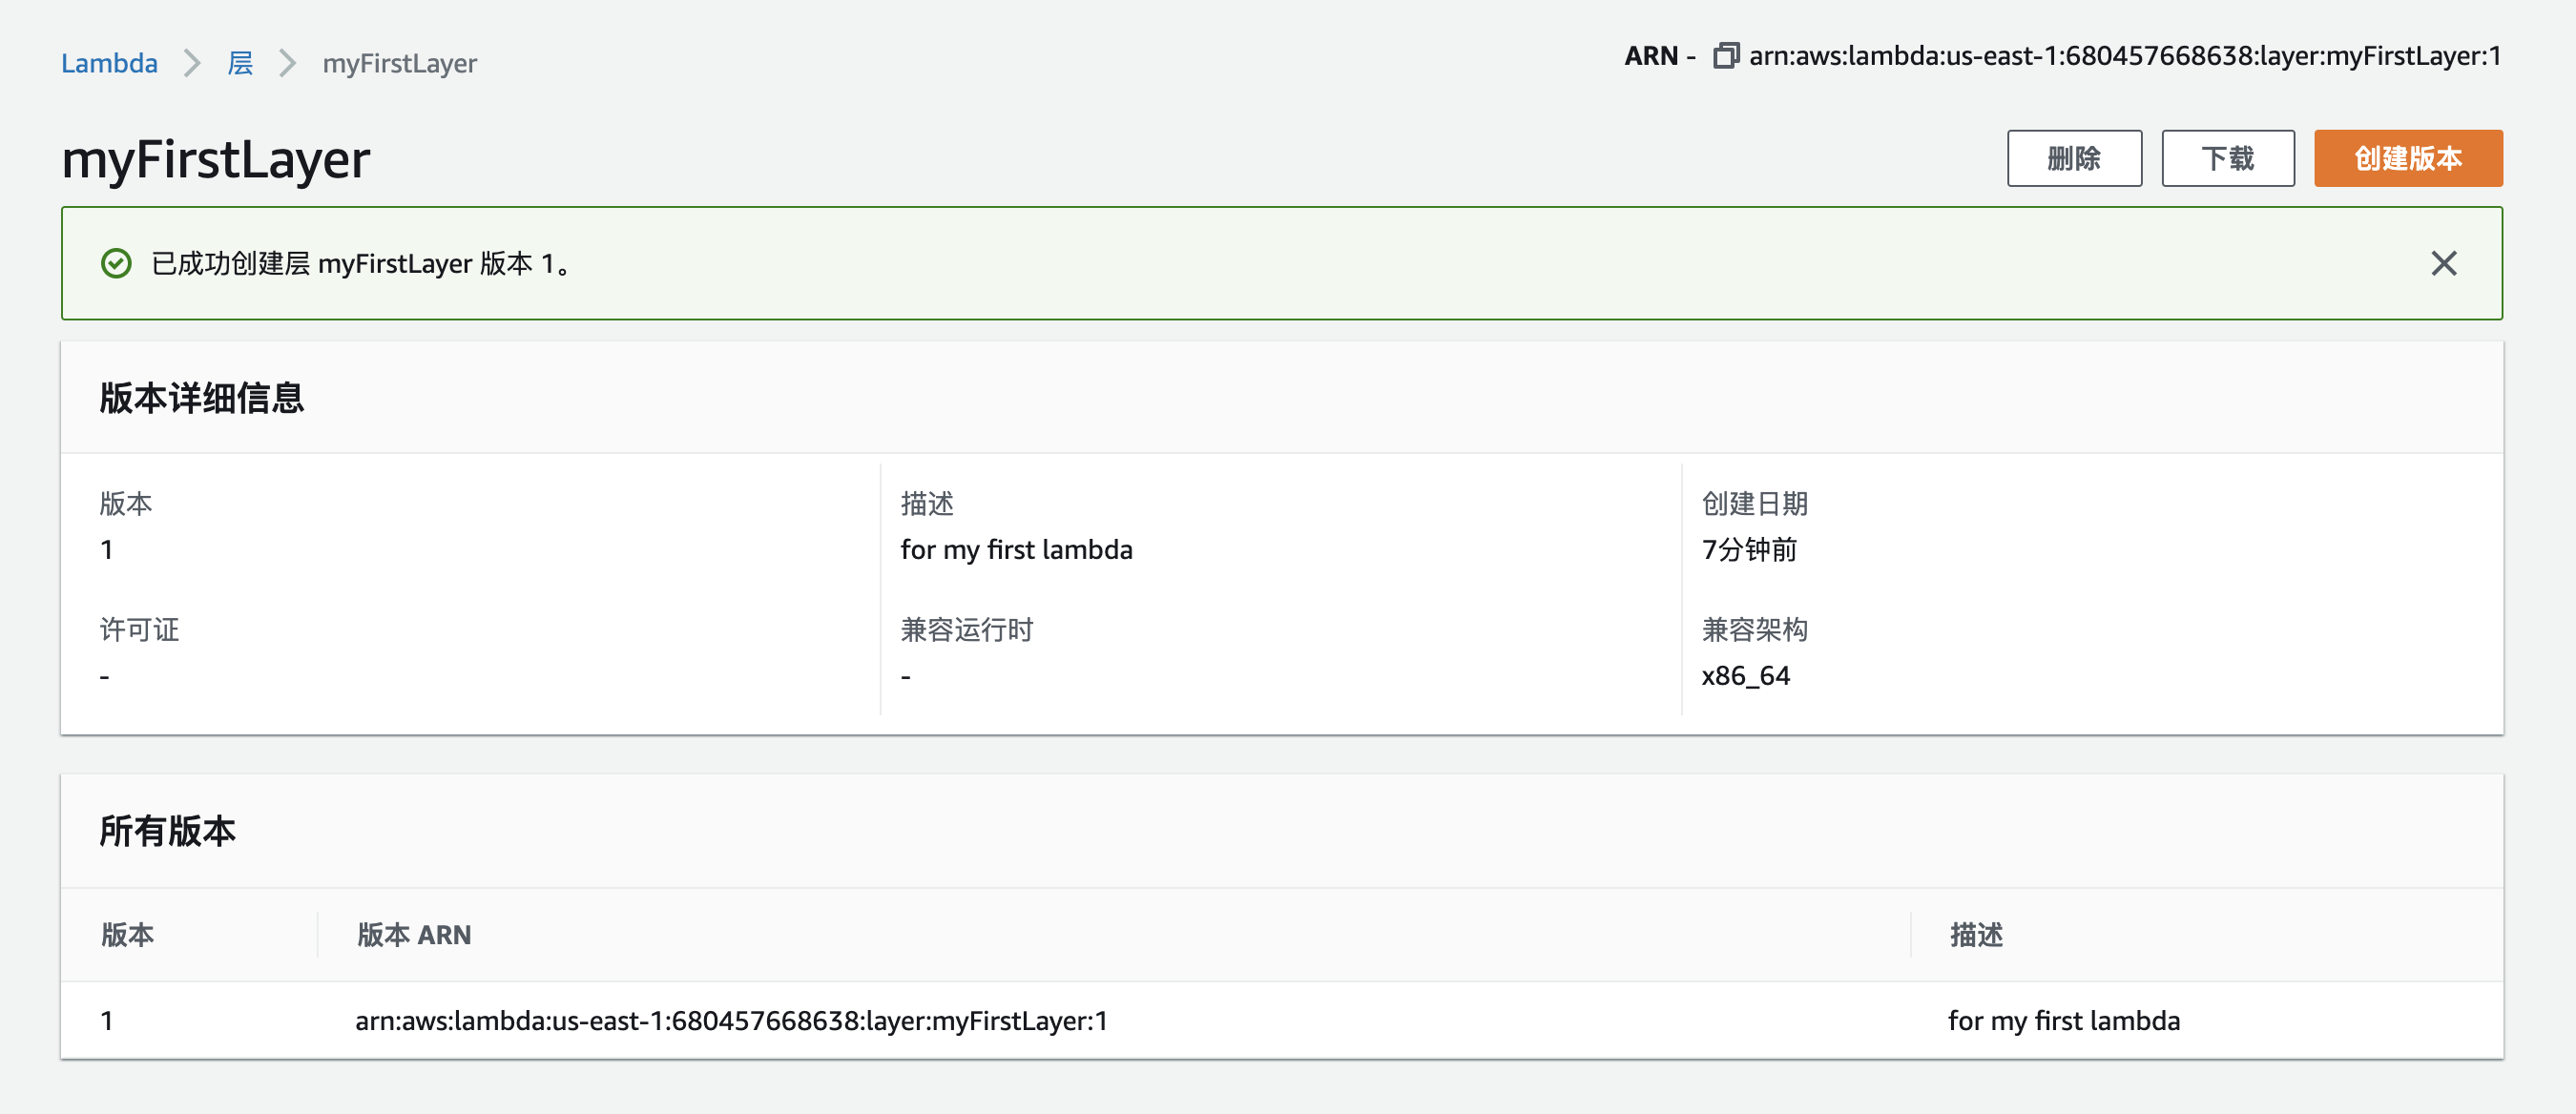 Lambda 层 myFirstLayer
ARN - arn:aws:lambda:us-east-1:680457668638:layer:myFirstLayer:1
myFirstLayer
删除 下载 创建版本
已成功创建层 myFirstLayer 版本 1。
版本详细信息
版本 描述 创建日期
1 for my first lambda 7分钟前
许可证 兼容运行时 兼容架构
- - x86_64
所有版本
版本 版本 ARN 描述
1 arn:aws:lambda:us-east-1:680457668638:layer:myFirstLayer:1 for my first lambda